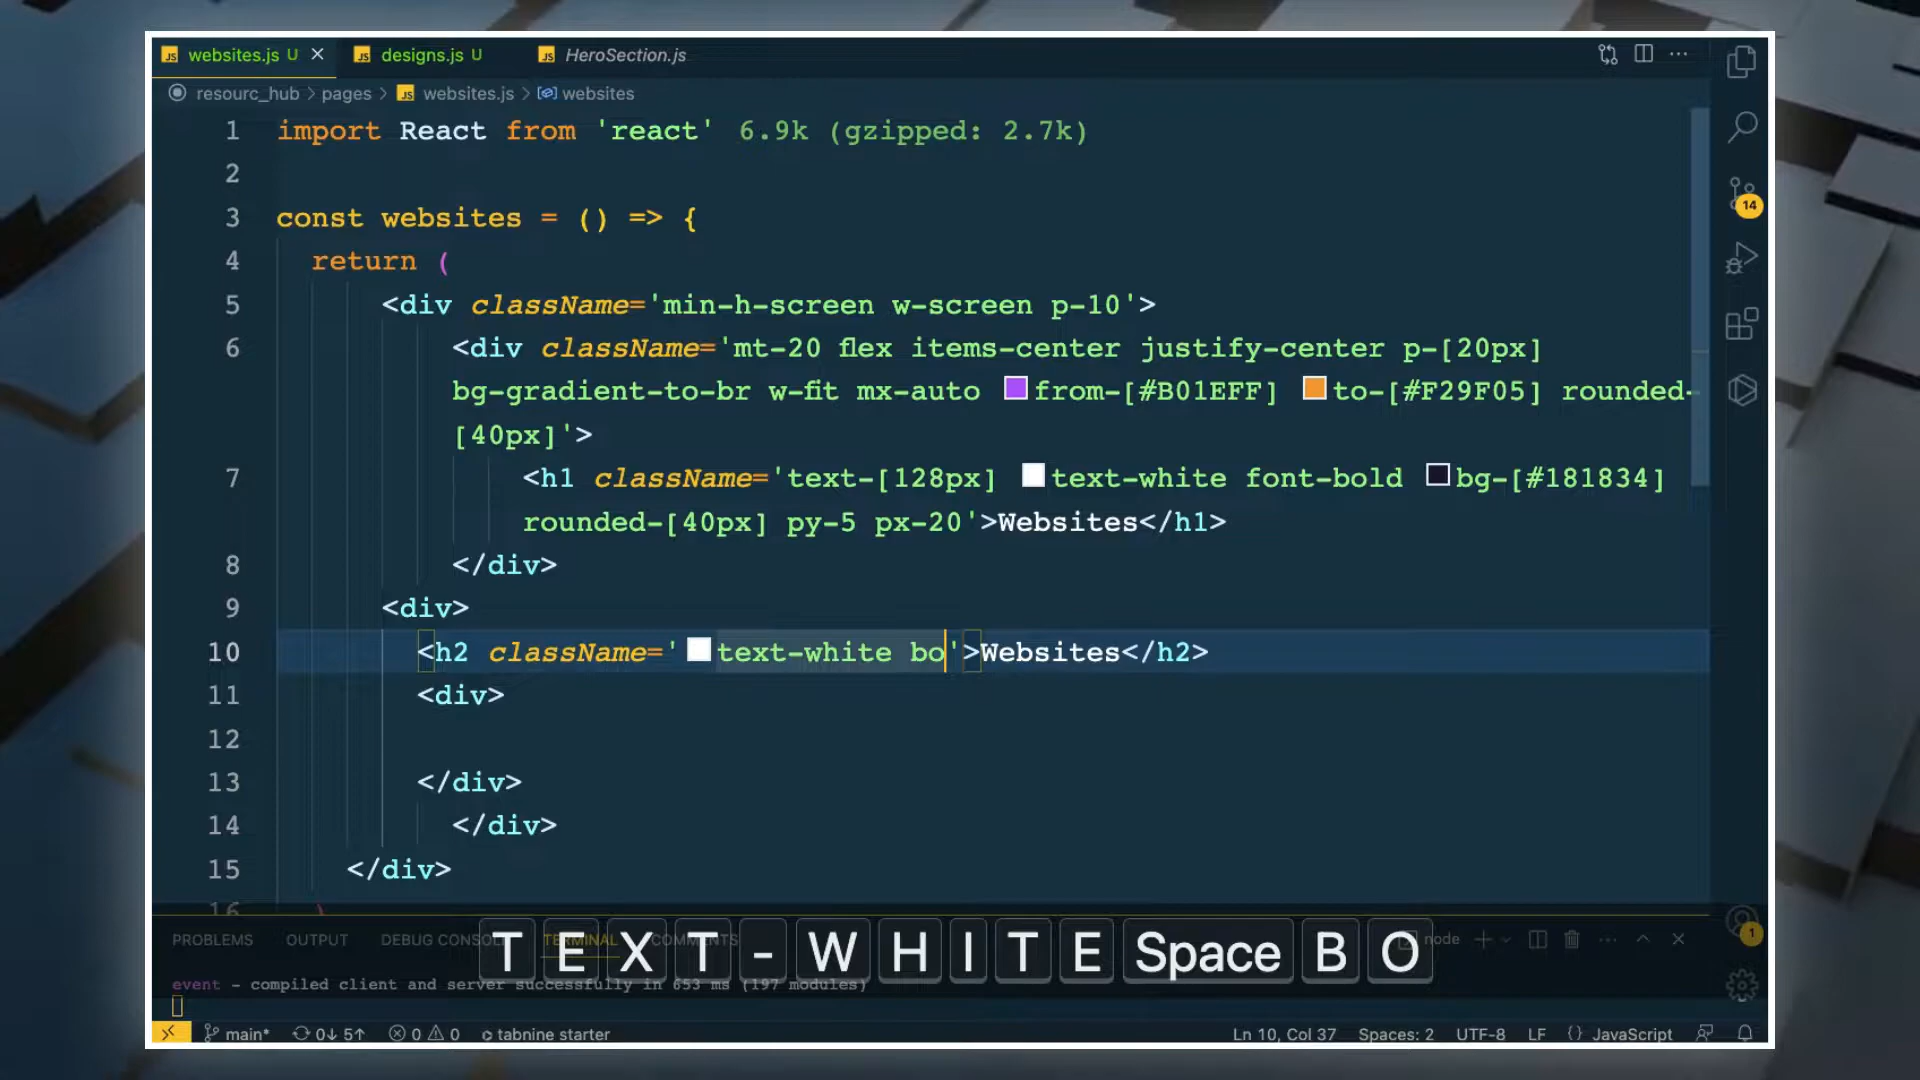 websites.js U
designs.js U
HeroSection.js
resourc_hub > pages > websites.js > websites
1 import React from 'react' 6.9k (gzipped: 2.7k)
2
3 const websites = () => {
4 return (
5 <div className='min-h-screen w-screen p-10'>
6 <div className='mt-20 flex items-center justify-center p-[20px]
bg-gradient-to-br w-fit mx-auto from-[#B01EFF] to-[#F29F05] rounded-
[40px]'>
7 <h1 className='text-[128px] text-white font-bold bg-[#181834]
rounded-[40px] py-5 px-20'>Websites</h1>
8 </div>
9 <div>
10 <h2 className=' text-white bo'>Websites</h2>
11 <div>
12
13 </div>
14 </div>
15 </div>
16 )
14
PROBLEMS OUTPUT DEBUG CONSOL TERMINAL COMMENTS node
T E X T - W H I T E Space B O
1
event - compiled client and server successfully in 653 ms (197 modules)
main* 0↓ 5↑ 0 0 tabnine starter Ln 10, Col 37 Spaces: 2 UTF-8 LF {} JavaScript